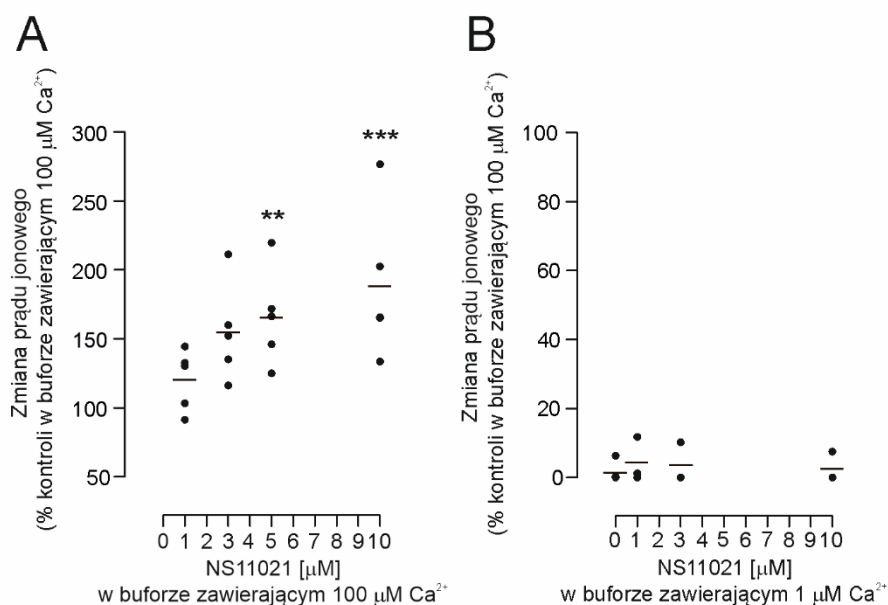 A
Zmiana prądu jonowego
(% kontroli w buforze zawierającym 100 μM Ca²⁺)
300
250
200
150
100
50
**
***
0 1 2 3 4 5 6 7 8 9 10
NS11021 [μM]
w buforze zawierającym 100 μM Ca²⁺
B
Zmiana prądu jonowego
(% kontroli w buforze zawierającym 100 μM Ca²⁺)
100
80
60
40
20
0
0 1 2 3 4 5 6 7 8 9 10
NS11021 [μM]
w buforze zawierającym 1 μM Ca²⁺